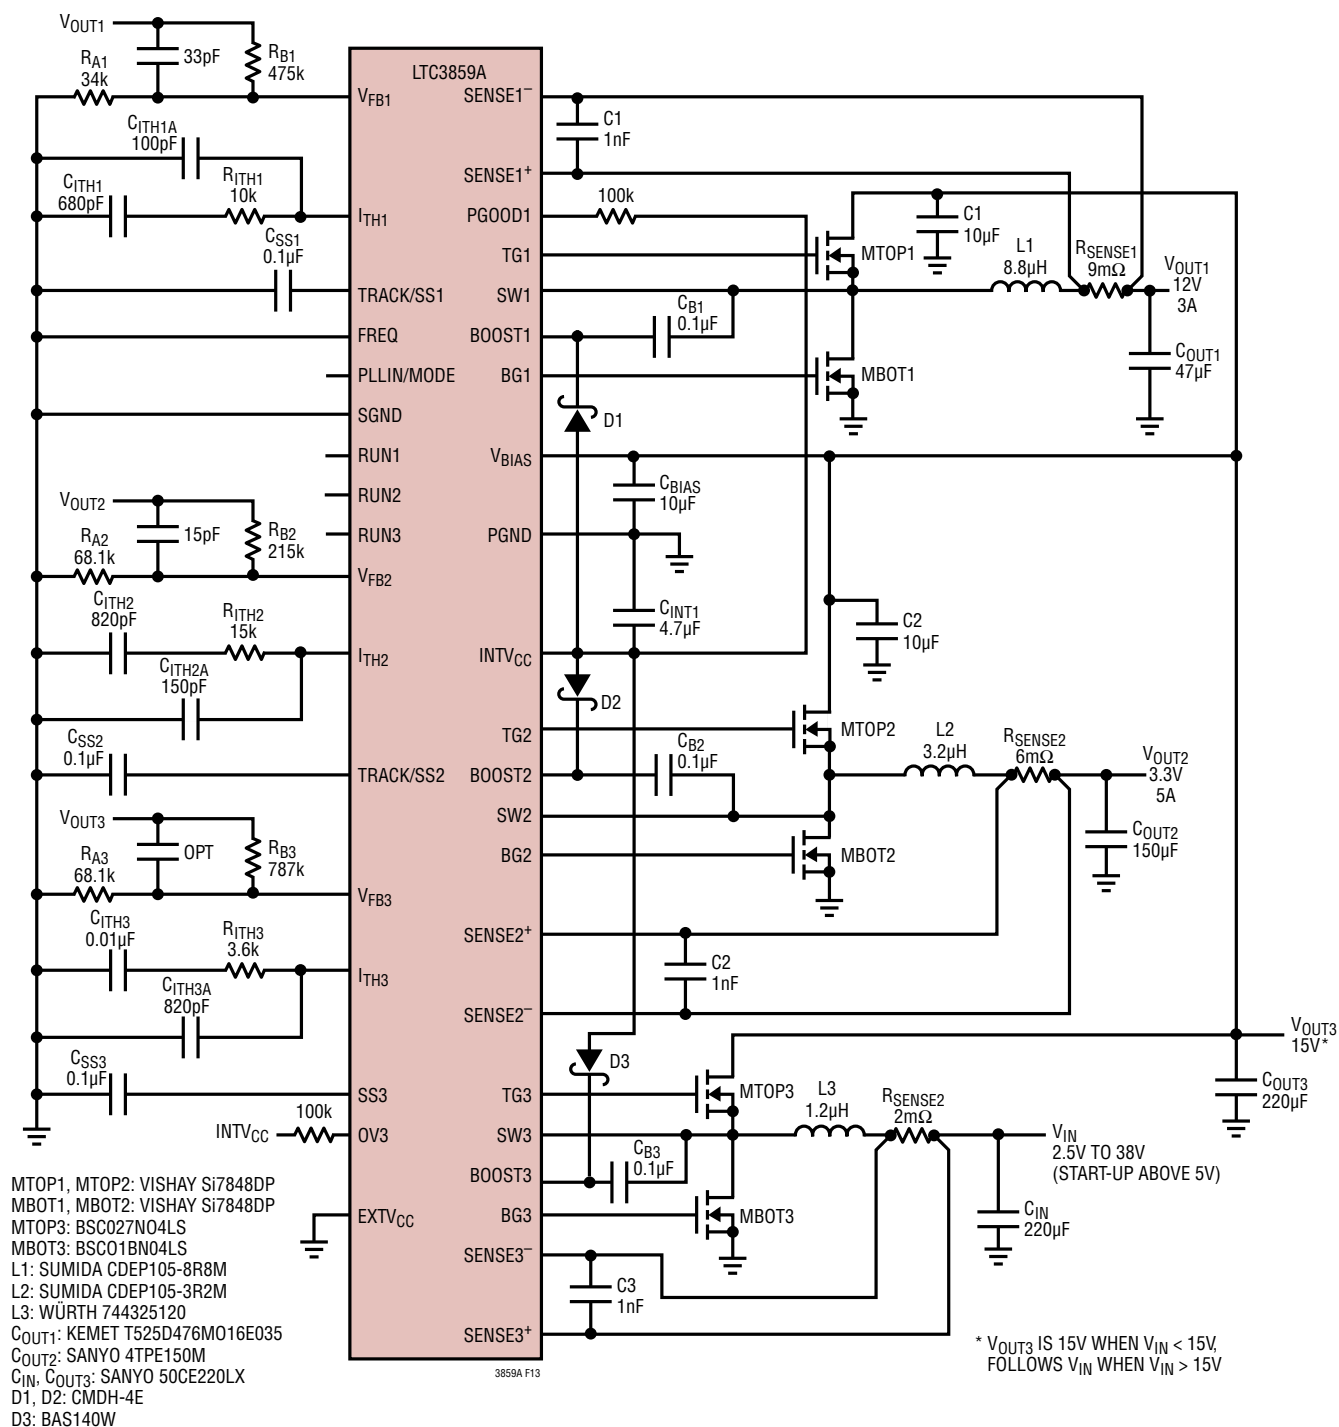 VOUT1
33pF
RB1
475k
RA1
34k
LTC3859A
VFB1
SENSE1−
C1
1nF
CITH1A
100pF
SENSE1+
CITH1
680pF
RITH1
10k
ITH1
PGOOD1
100k
C1
10µF
CSS1
0.1µF
TG1
MTOP1
L1
8.8µH
RSENSE1
9mΩ
VOUT1
12V
3A
TRACK/SS1
SW1
CB1
0.1µF
FREQ
BOOST1
PLLIN/MODE
BG1
MBOT1
COUT1
47µF
SGND
D1
RUN1
VBIAS
CBIAS
10µF
RUN2
VOUT2
15pF
RB2
215k
RA2
68.1k
RUN3
PGND
VFB2
CITH2
820pF
RITH2
15k
CINT1
4.7µF
C2
10µF
ITH2
INTVCC
CITH2A
150pF
D2
TG2
MTOP2
L2
3.2µH
RSENSE2
6mΩ
VOUT2
3.3V
5A
CSS2
0.1µF
CB2
0.1µF
TRACK/SS2
BOOST2
SW2
VOUT3
OPT
RB3
787k
RA3
68.1k
BG2
MBOT2
COUT2
150µF
VFB3
CITH3
0.01µF
RITH3
3.6k
SENSE2+
C2
1nF
ITH3
CITH3A
820pF
SENSE2−
VOUT3
15V*
CSS3
0.1µF
D3
SS3
TG3
MTOP3
L3
1.2µH
RSENSE2
2mΩ
COUT3
220µF
INTVCC
100k
OV3
SW3
VIN
2.5V TO 38V
(START-UP ABOVE 5V)
CB3
0.1µF
BOOST3
EXTVCC
BG3
MBOT3
CIN
220µF
SENSE3−
C3
1nF
SENSE3+
MTOP1, MTOP2: VISHAY Si7848DP
MBOT1, MBOT2: VISHAY Si7848DP
MTOP3: BSC027NO4LS
MBOT3: BSCO1BN04LS
L1: SUMIDA CDEP105-8R8M
L2: SUMIDA CDEP105-3R2M
L3: WÜRTH 744325120
COUT1: KEMET T525D476MO16E035
COUT2: SANYO 4TPE150M
CIN, COUT3: SANYO 50CE220LX
D1, D2: CMDH-4E
D3: BAS140W
3859A F13
* VOUT3 IS 15V WHEN VIN < 15V,
FOLLOWS VIN WHEN VIN > 15V